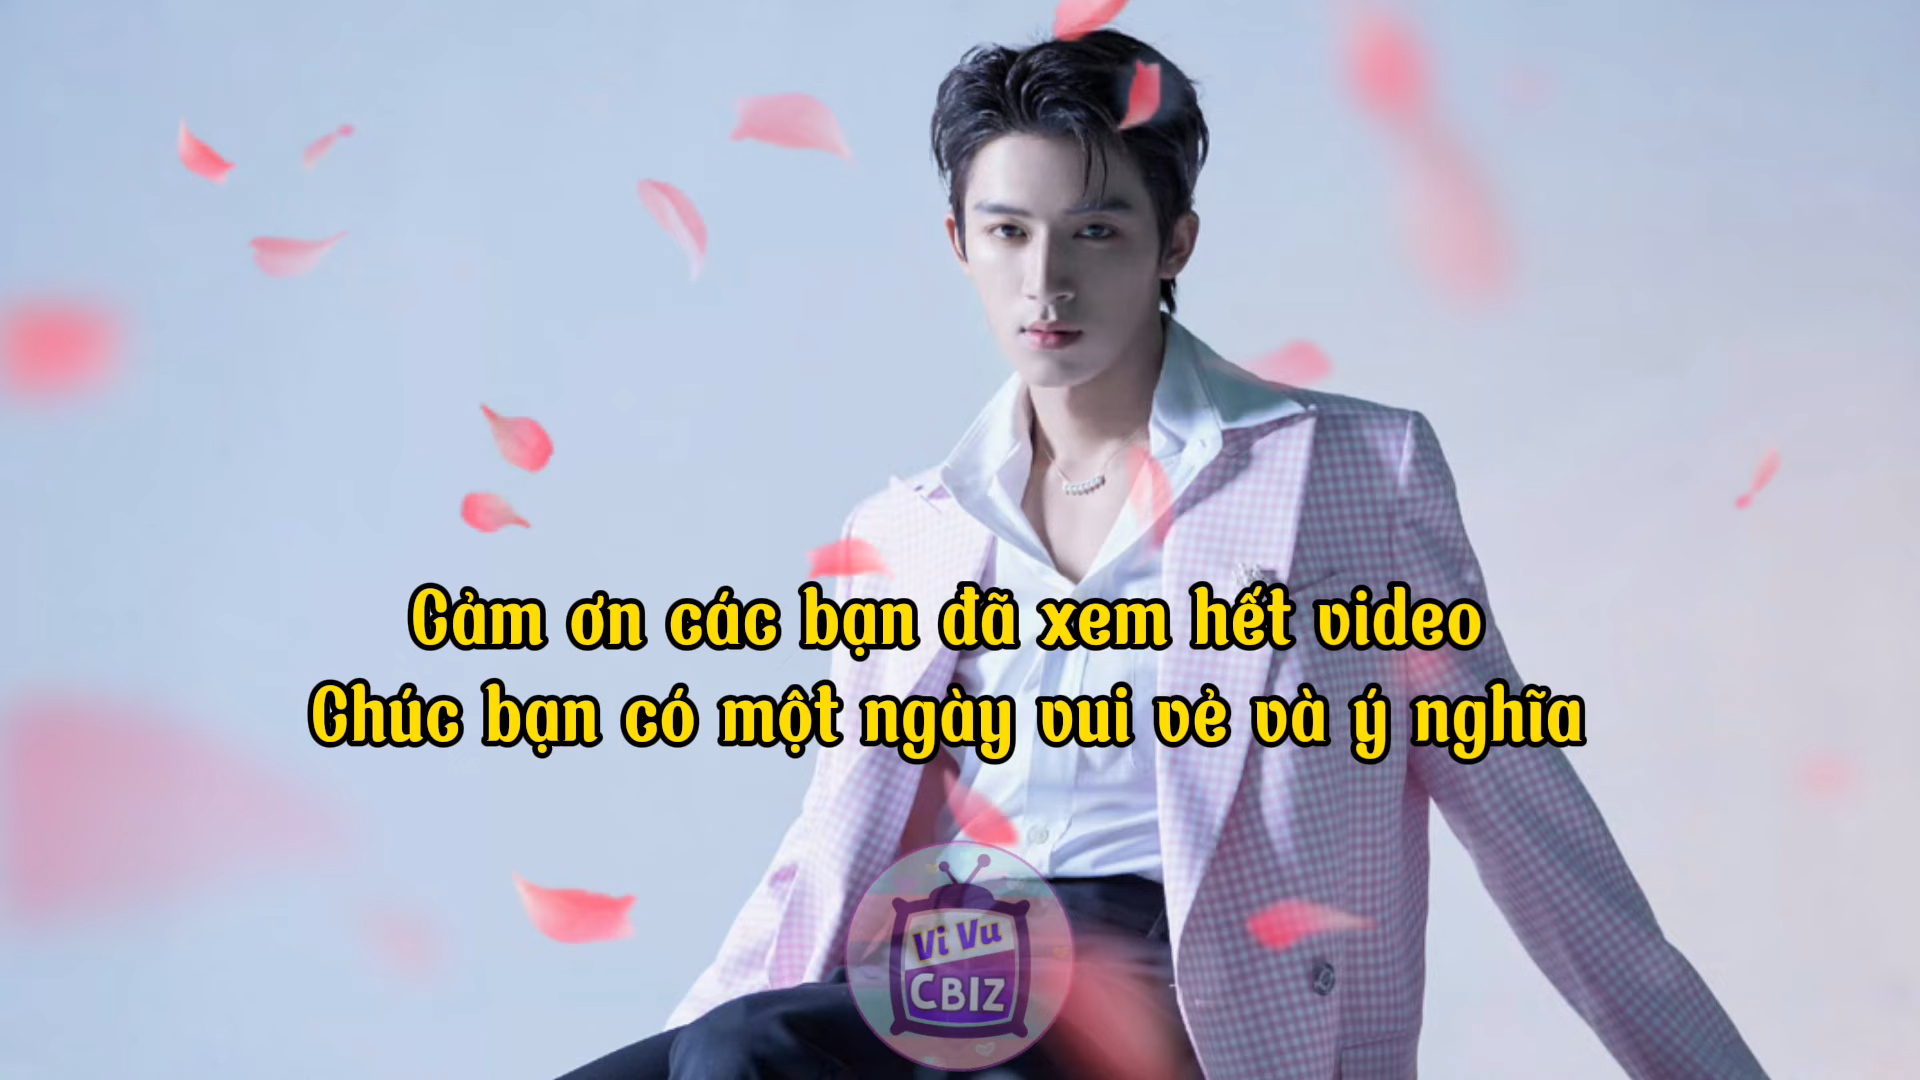 Cảm ơn các bạn đã xem hết video
Chúc bạn có một ngày vui vẻ và ý nghĩa
Vi Vu
CBIZ